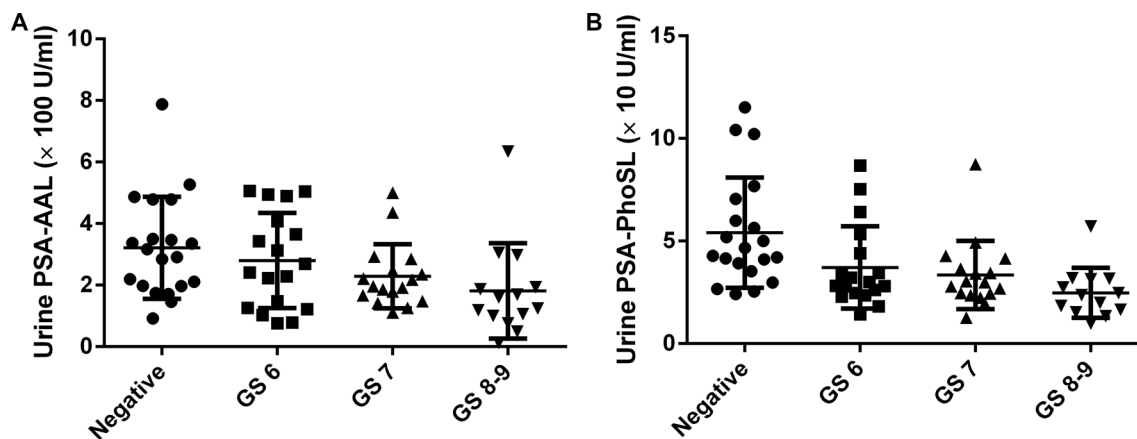 A
Urine PSA-AAL (× 100 U/ml)
10
8
6
4
2
0
Negative
GS 6
GS 7
GS 8-9
B
Urine PSA-PhoSL (× 10 U/ml)
15
10
5
0
Negative
GS 6
GS 7
GS 8-9